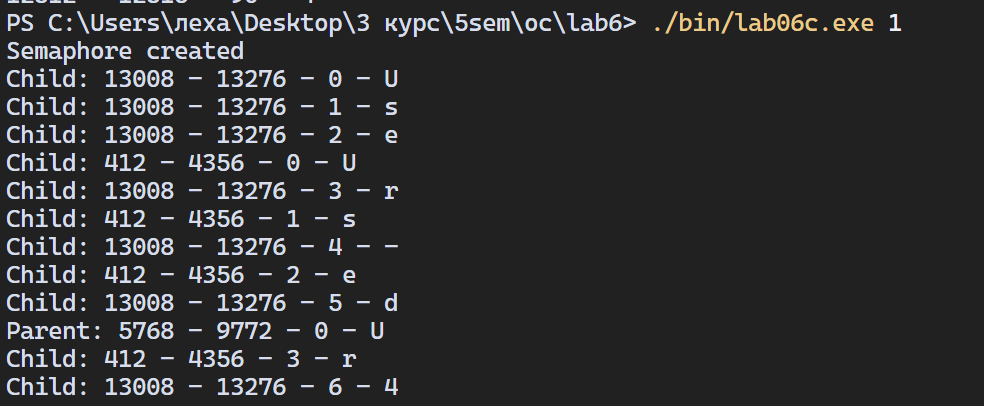 PS C:\Users\леха\Desktop\3 курс\5sem\ос\lab6> ./bin/lab06c.exe 1
Semaphore created
Child: 13008 - 13276 - 0 - U
Child: 13008 - 13276 - 1 - s
Child: 13008 - 13276 - 2 - e
Child: 412 - 4356 - 0 - U
Child: 13008 - 13276 - 3 - r
Child: 412 - 4356 - 1 - s
Child: 13008 - 13276 - 4 - -
Child: 412 - 4356 - 2 - e
Child: 13008 - 13276 - 5 - d
Parent: 5768 - 9772 - 0 - U
Child: 412 - 4356 - 3 - r
Child: 13008 - 13276 - 6 - 4